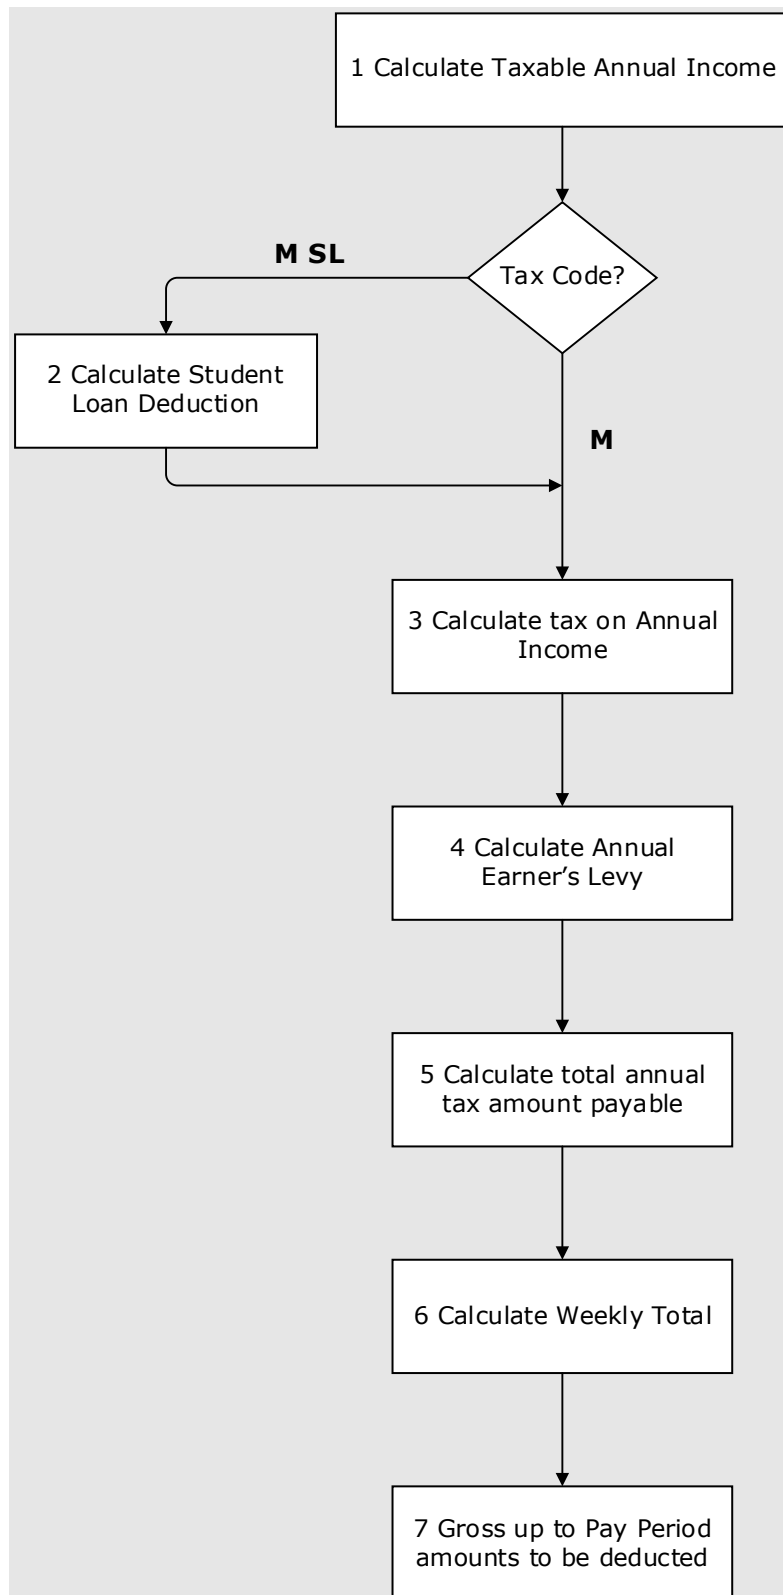 1 Calculate Taxable Annual Income
Tax Code?
M SL
2 Calculate Student
Loan Deduction
M
3 Calculate tax on Annual
Income
4 Calculate Annual
Earner’s Levy
5 Calculate total annual
tax amount payable
6 Calculate Weekly Total
7 Gross up to Pay Period
amounts to be deducted